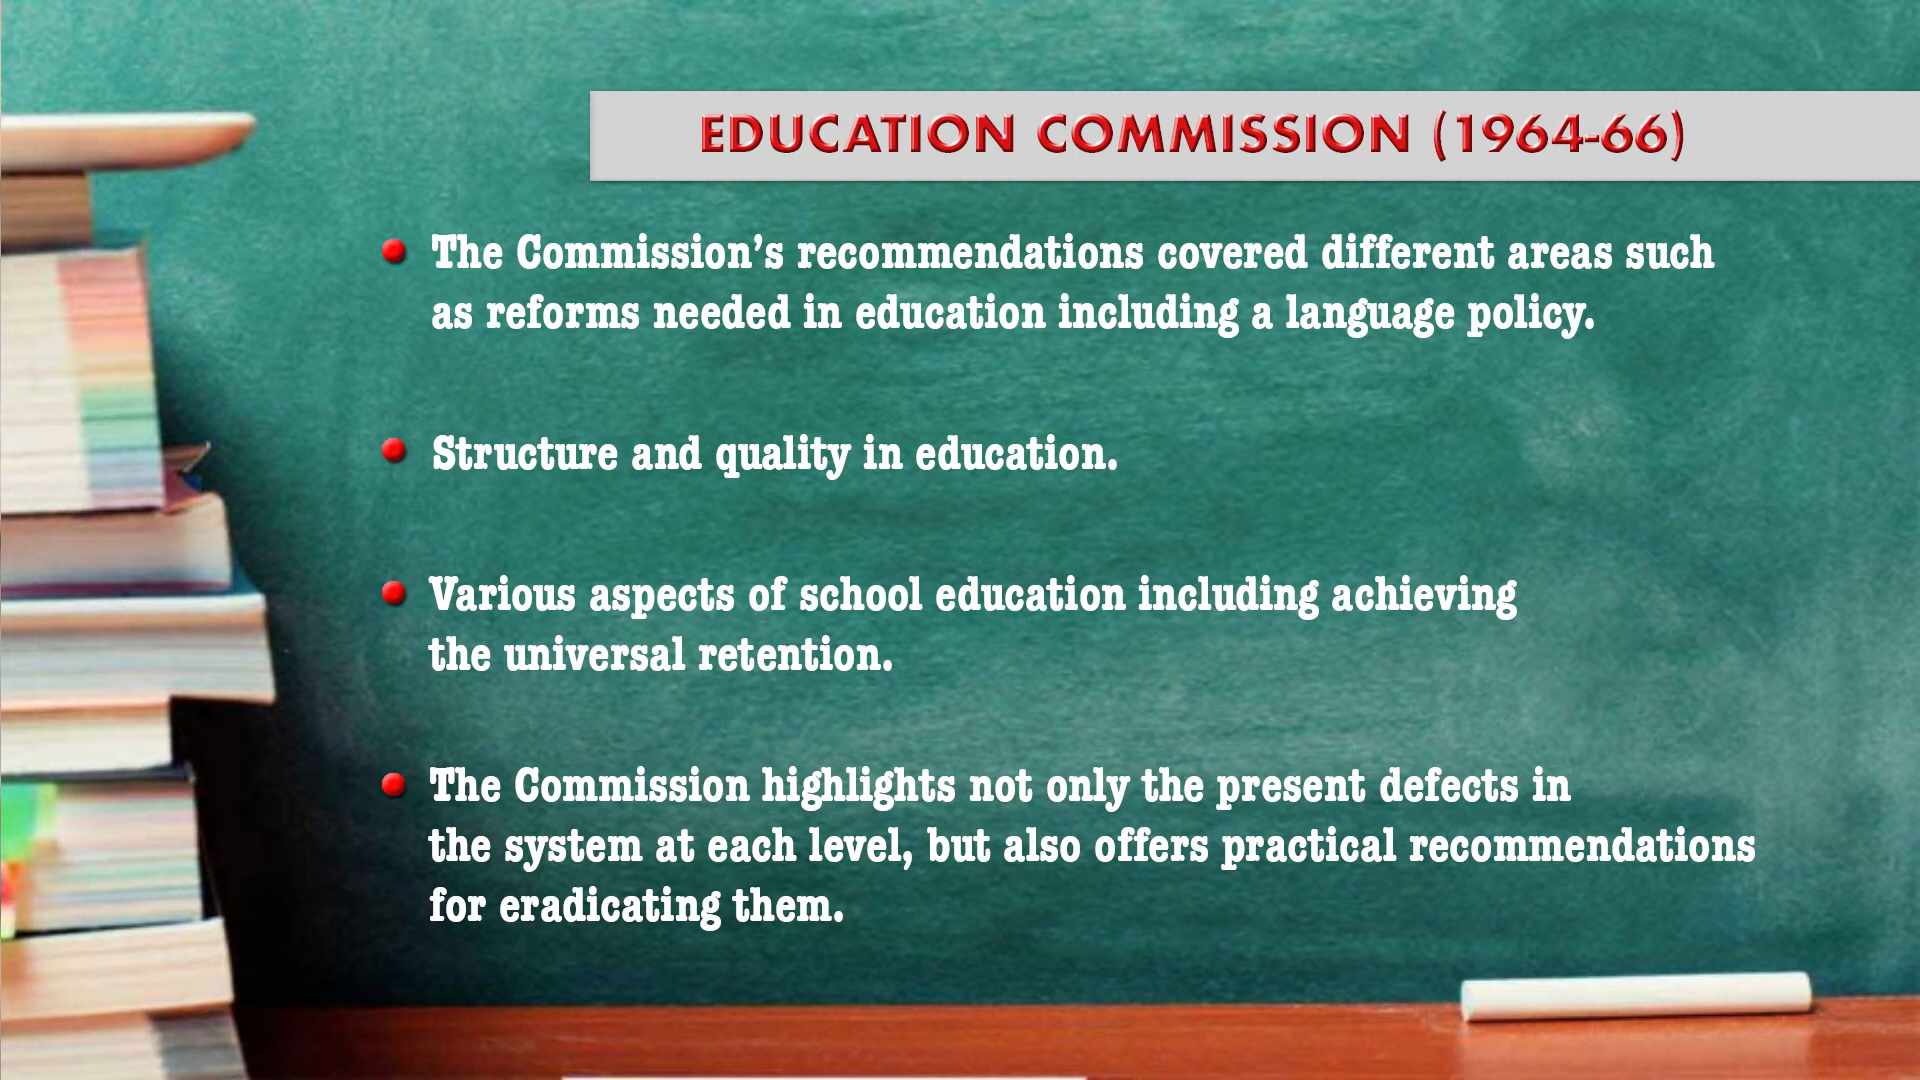 EDUCATION COMMISSION (1964-66)
The Commission’s recommendations covered different areas such
as reforms needed in education including a language policy.
Structure and quality in education.
Various aspects of school education including achieving
the universal retention.
The Commission highlights not only the present defects in
the system at each level, but also offers practical recommendations
for eradicating them.